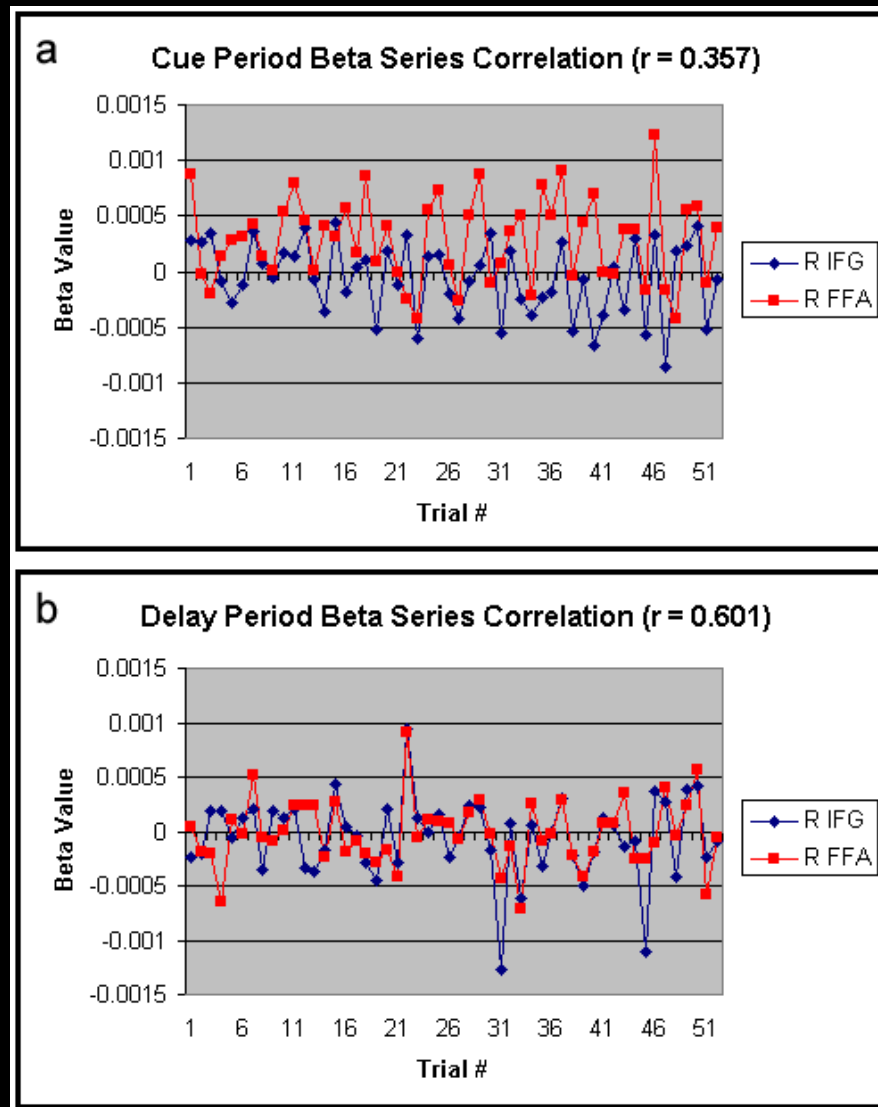 a
Cue Period Beta Series Correlation (r = 0.357)
0.0015
0.001
0.0005
0
-0.0005
-0.001
-0.0015
Beta Value
1 6 11 16 21 26 31 36 41 46 51
Trial #
R IFG
R FFA
b
Delay Period Beta Series Correlation (r = 0.601)
0.0015
0.001
0.0005
0
-0.0005
-0.001
-0.0015
Beta Value
1 6 11 16 21 26 31 36 41 46 51
Trial #
R IFG
R FFA